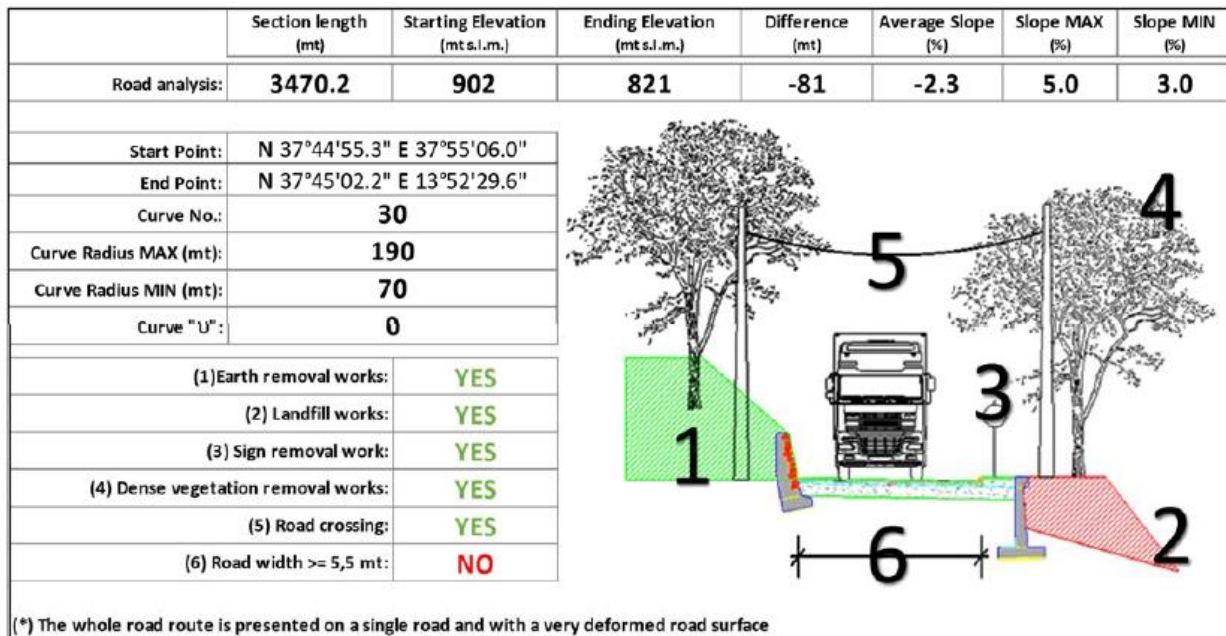 Section length Starting Elevation Ending Elevation Difference Average Slope Slope MAX Slope MIN
(mt) (mt s.l.m.) (mt s.l.m.) (mt) (%) (%) (%)
Road analysis: 3470.2 902 821 -81 -2.3 5.0 3.0
Start Point: N 37°44'55.3" E 37°55'06.0"
End Point: N 37°45'02.2" E 13°52'29.6"
Curve No.: 30
Curve Radius MAX (mt): 190
Curve Radius MIN (mt): 70
Curve "U": 0
(1)Earth removal works: YES
(2) Landfill works: YES
(3) Sign removal work: YES
(4) Dense vegetation removal works: YES
(5) Road crossing: YES
(6) Road width >= 5,5 mt: NO
4
5
3
1
2
6
(*) The whole road route is presented on a single road and with a very deformed road surface